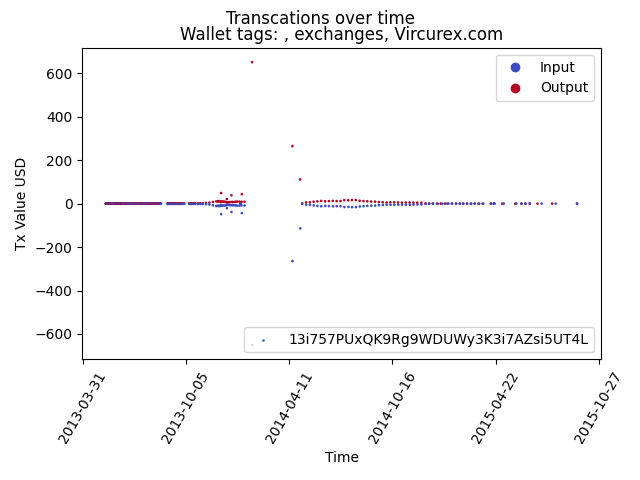 Transcations over time
Wallet tags: , exchanges, Vircurex.com
Input
Output
Tx Value USD
600
400
200
0
−200
−400
−600
13i757PUxQK9Rg9WDUWy3K3i7AZsi5UT4L
2013-03-31
2013-10-05
2014-04-11
2014-10-16
2015-04-22
2015-10-27
Time